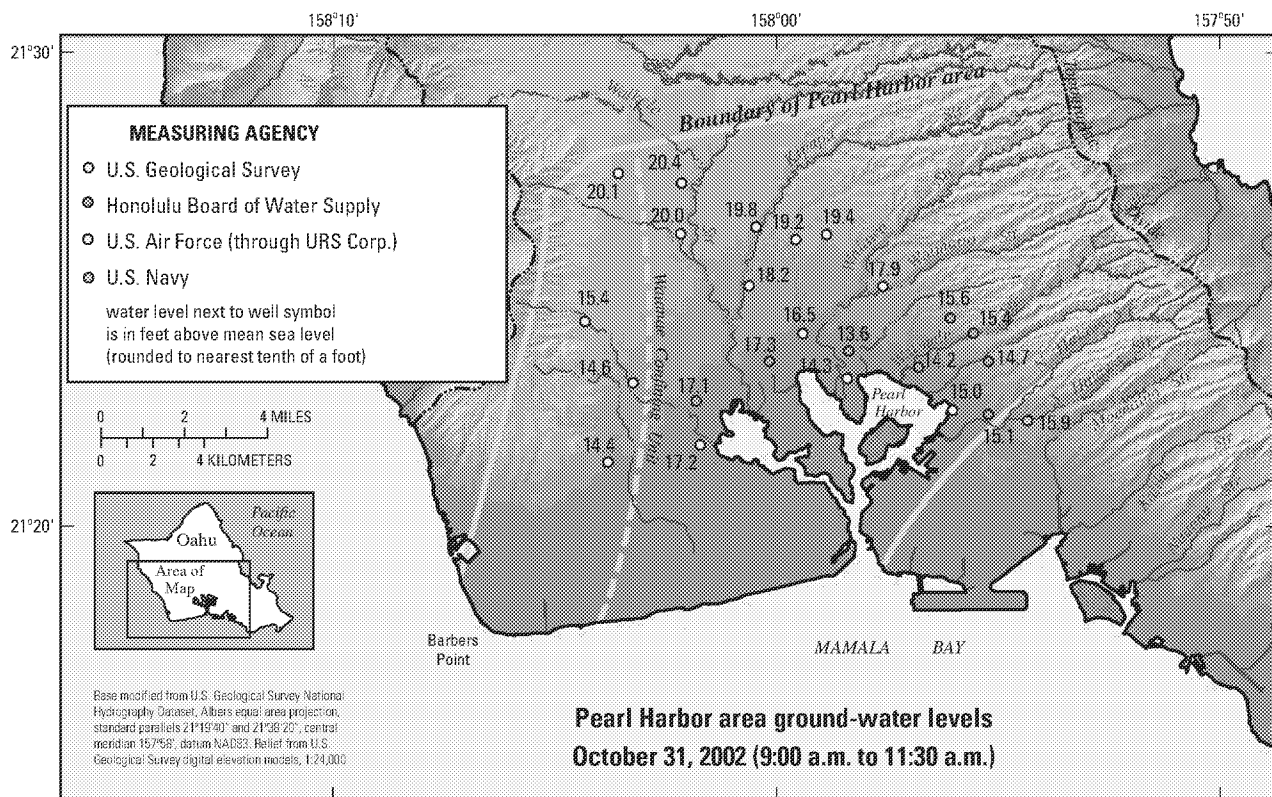 158°10'
158°00'
157°50'
21°30'
Boundary of Pearl Harbor area
MEASURING AGENCY
U.S. Geological Survey
Honolulu Board of Water Supply
U.S. Air Force (through URS Corp.)
U.S. Navy
water level next to well symbol
is in feet above mean sea level
(rounded to nearest tenth of a foot)
20.4
20.1
20.0
19.8
19.2
19.4
18.2
17.9
15.4
15.6
15.4
16.5
13.6
17.3
14.3
14.2
14.7
14.6
17.1
15.0
15.1
15.9
14.4
17.2
Pearl
Harbor
0 2 4 MILES
0 2 4 KILOMETERS
21°20'
Pacific
Ocean
Oahu
Area of
Map
Barbers
Point
MAMALA BAY
Base modified from U.S. Geological Survey National
Hydrography Dataset, Albers equal area projection,
standard parallels 21°19'40" and 21°38'20", central
meridian 157°58', datum NAD83. Relief from U.S.
Geological Survey digital elevation models, 1:24,000
Pearl Harbor area ground-water levels
October 31, 2002 (9:00 a.m. to 11:30 a.m.)